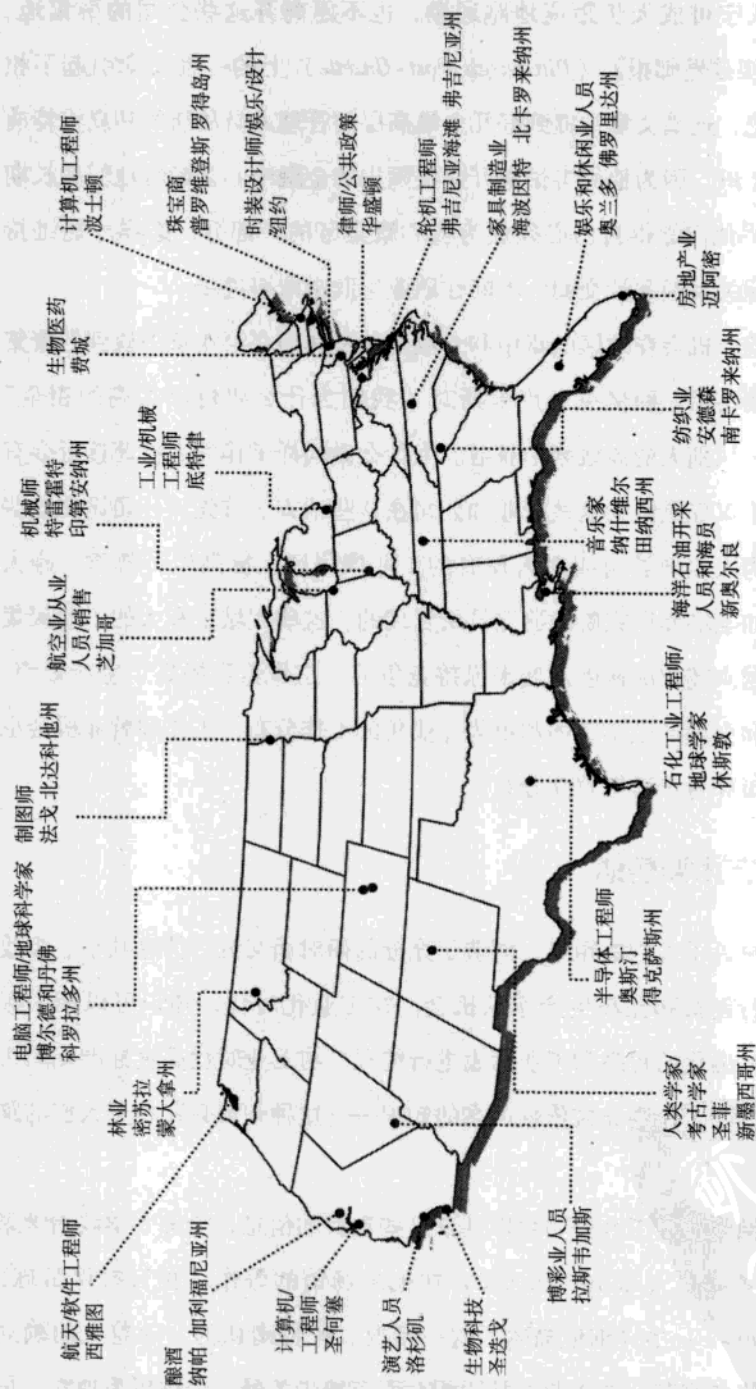 航天/软件工程师
西雅图
酿酒
纳帕 加利福尼亚州
计算机/
工程师
圣何塞
演艺人员
洛杉矶
生物科技
圣迭戈
博彩业人员
拉斯韦加斯
林业
密苏拉
蒙大拿州
电脑工程师/地球科学家
博尔德和丹佛
科罗拉多州
人类学家/
考古学家
圣菲
新墨西哥州
半导体工程师
奥斯汀
得克萨斯州
制图师
法戈 北达科他州
石化工业工程师/
地球学家
休斯敦
航空业/从业
人员/销售
芝加哥
机械师
特雷霍特
印第安纳州
工业/机械
工程师
底特律
海洋石油开采
人员和海员
新奥尔良
音乐家
纳什维尔
田纳西州
纺织业
安德森
南卡罗来纳州
生物医药
费城
计算机工程师
波士顿
珠宝商
普罗维登斯 罗得岛州
时装设计师/娱乐/设计
纽约
律师/公共政策
华盛顿
轮机工程师
弗吉尼亚海滩 弗吉尼亚州
家具制造业
海波因特 北卡罗来纳州
娱乐和休闲业人员
奥兰多 佛罗里达州
房地产业
迈阿密